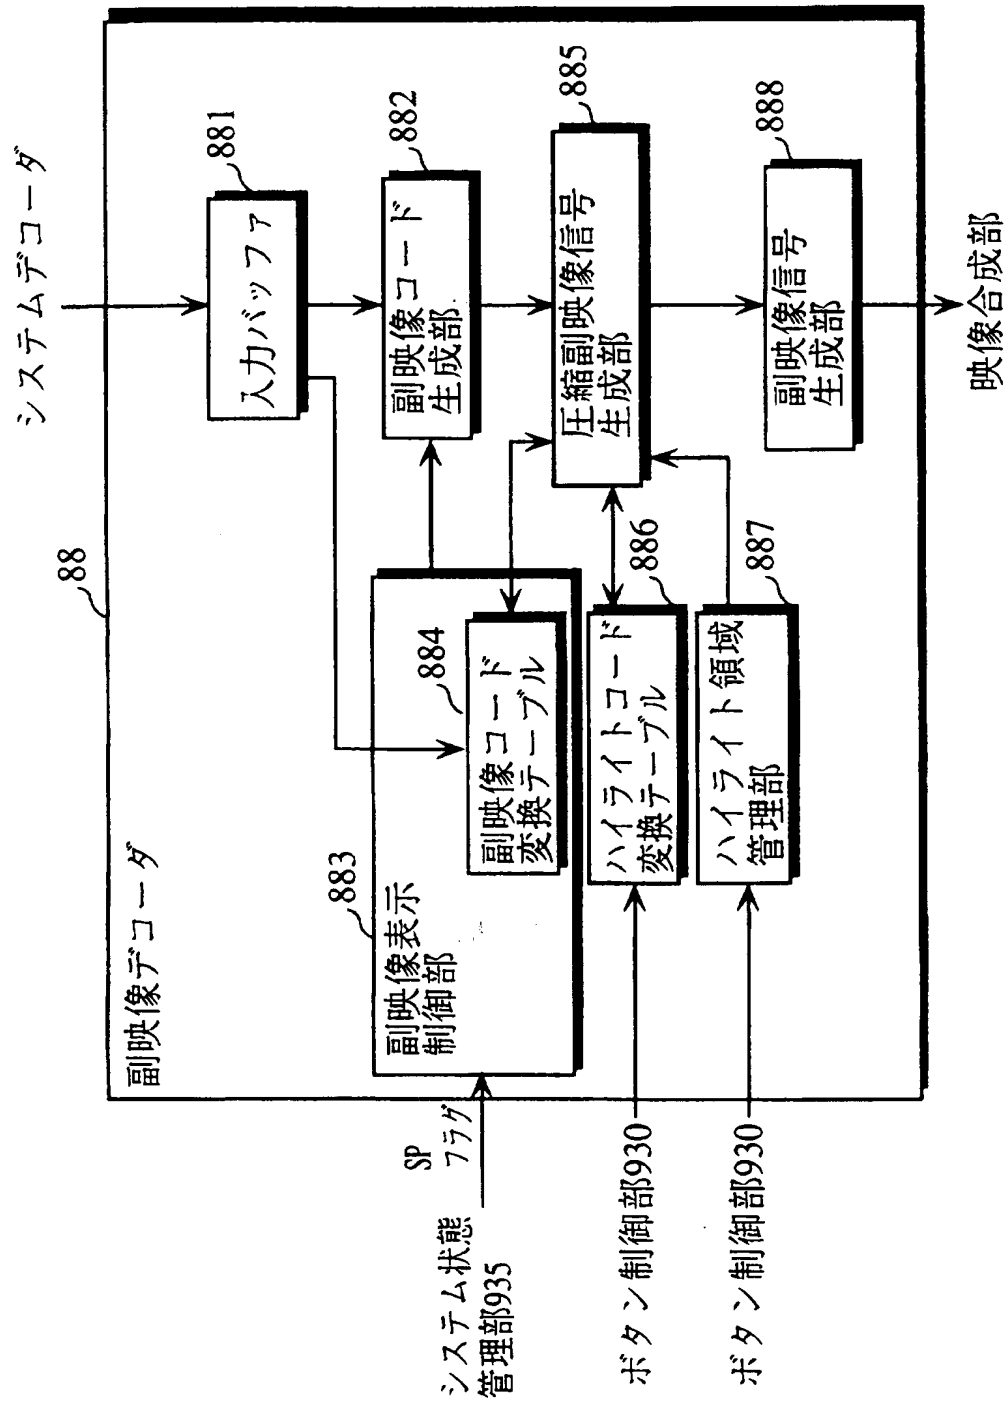 副映像デコーダ
88
システムデコーダ
入力バッファ
881
副映像コード
生成部
882
副映像表示
制御部
883
副映像コード
変換テーブル
884
圧縮副映像信号
生成部
885
ハイライトコード
変換テーブル
886
ハイライト領域
管理部
887
副映像信号
生成部
888
映像合成部
SP
フラグ
システム状態
管理部935
ボタン制御部930
ボタン制御部930